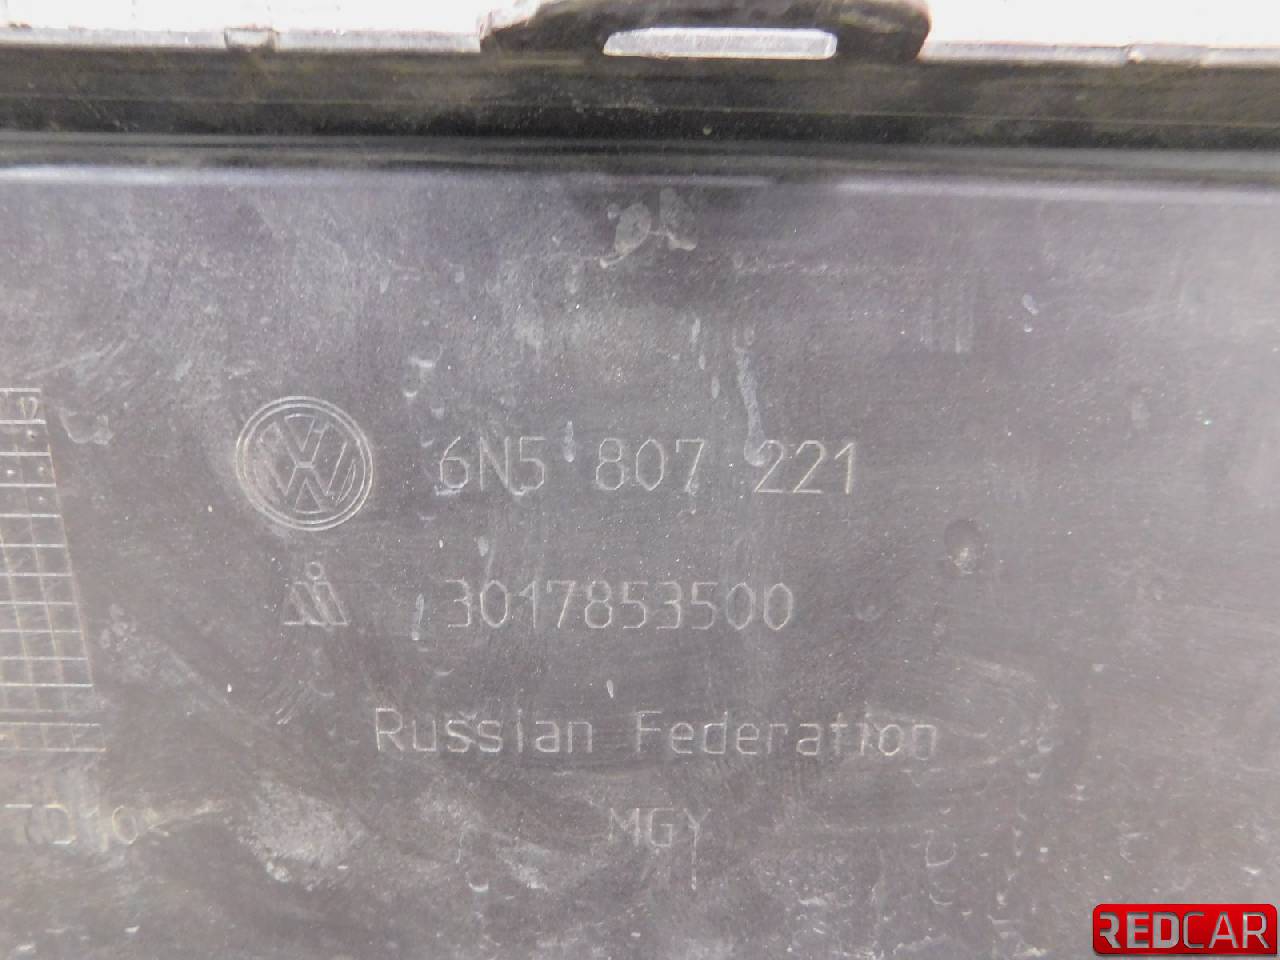 6N5 807 221
3017853500
Russian Federation
MGY
REDCAR